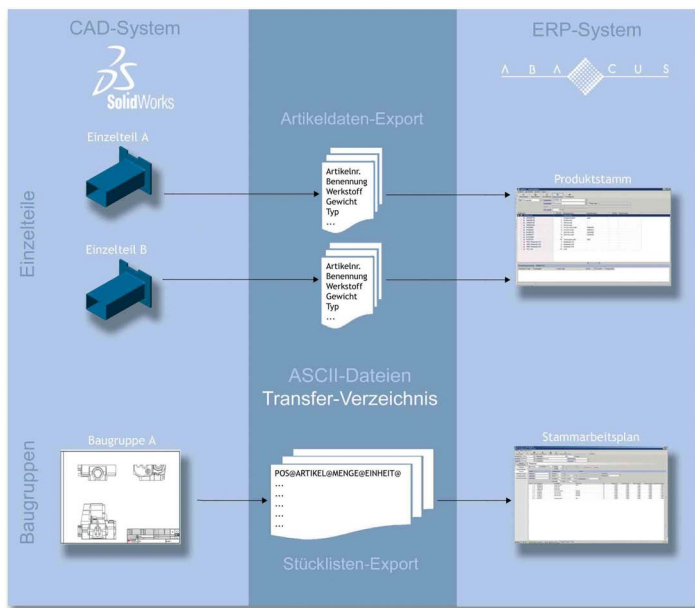 CAD-System
ERP-System
SolidWorks
ABACUS
Artikeldaten-Export
Einzelteile
Einzelteil A
Artikelnr.
Benennung
Werkstoff
Gewicht
Typ
...
Produktstamm
Einzelteil B
Artikelnr.
Benennung
Werkstoff
Gewicht
Typ
...
ASCII-Dateien
Transfer-Verzeichnis
Baugruppen
Baugruppe A
POS@ARTIKEL@MENGE@EINHEIT@
...
...
...
...
Stammarbeitsplan
Stücklisten-Export